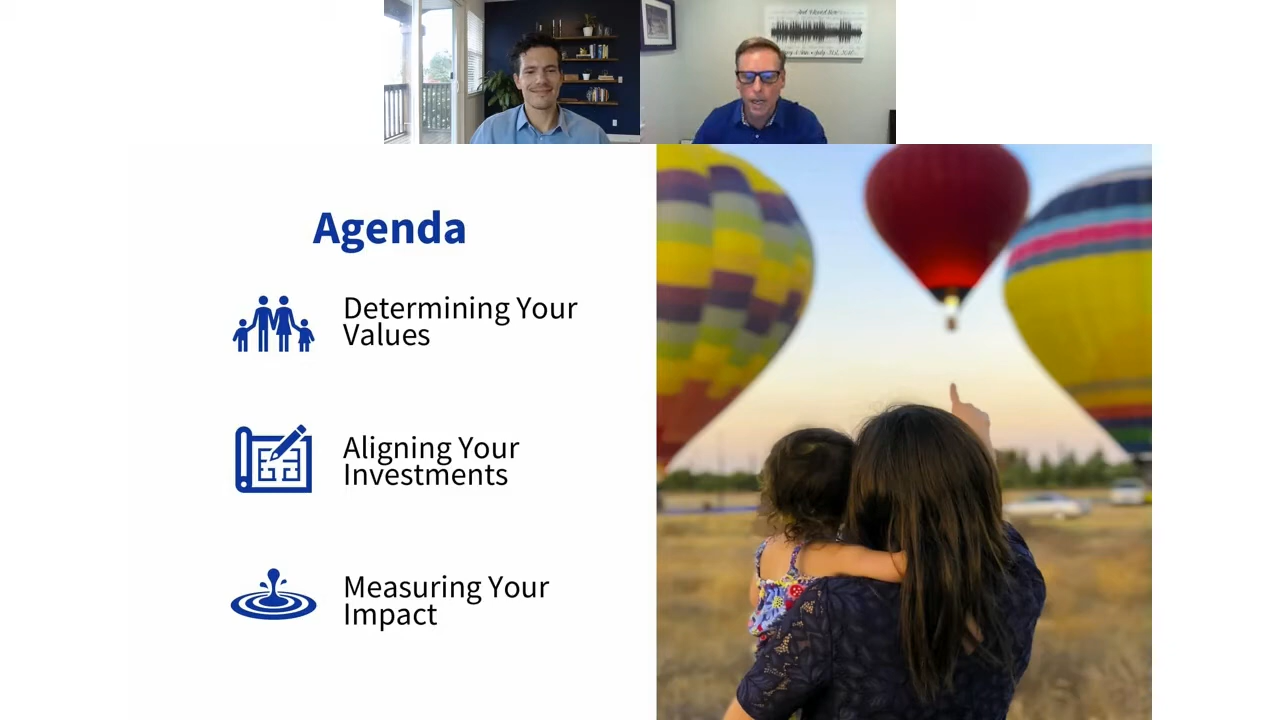 Agenda
Determining Your
Values
Aligning Your
Investments
Measuring Your
Impact